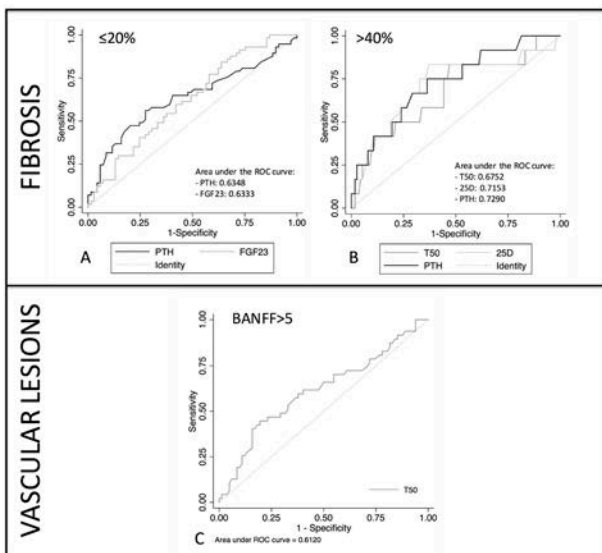 FIBROSIS
≤20%
1.00
0.75
0.50
0.25
0.00
Sensitivity
Area under the ROC curve:
- PTH: 0.6348
- FGF23: 0.6333
0.00 0.25 0.50 0.75 1.00
1-Specificity
A
PTH FGF23
Identity
>40%
1.00
0.75
0.50
0.25
0.00
Sensitivity
Area under the ROC curve:
- T50: 0.6752
- 25D: 0.7153
- PTH: 0.7290
0.00 0.25 0.50 0.75 1.00
1-Specificity
B
T50 25D
PTH Identity
VASCULAR LESIONS
BANFF>5
1.00
0.75
0.50
0.25
0.00
Sensitivity
T50
0.00 0.25 0.50 0.75 1.00
1 - Specificity
C Area under ROC curve = 0.6120